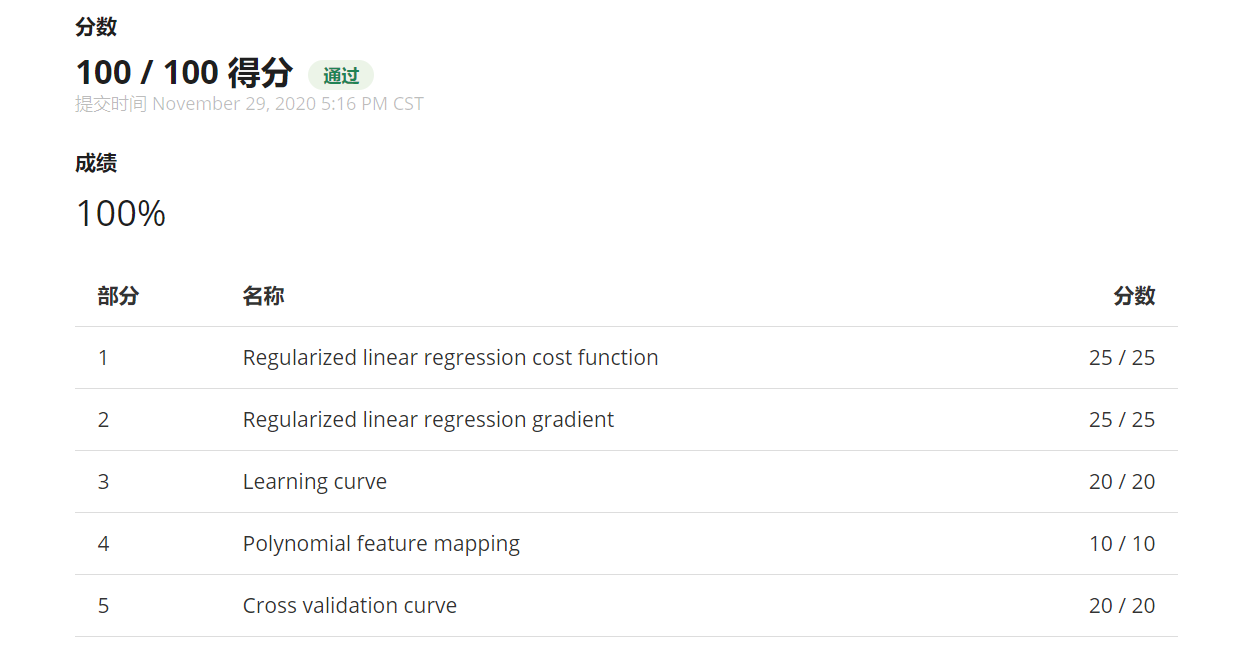 分数
100 / 100 得分 通过
提交时间 November 29, 2020 5:16 PM CST
成绩
100%
部分 名称 分数
1 Regularized linear regression cost function 25 / 25
2 Regularized linear regression gradient 25 / 25
3 Learning curve 20 / 20
4 Polynomial feature mapping 10 / 10
5 Cross validation curve 20 / 20